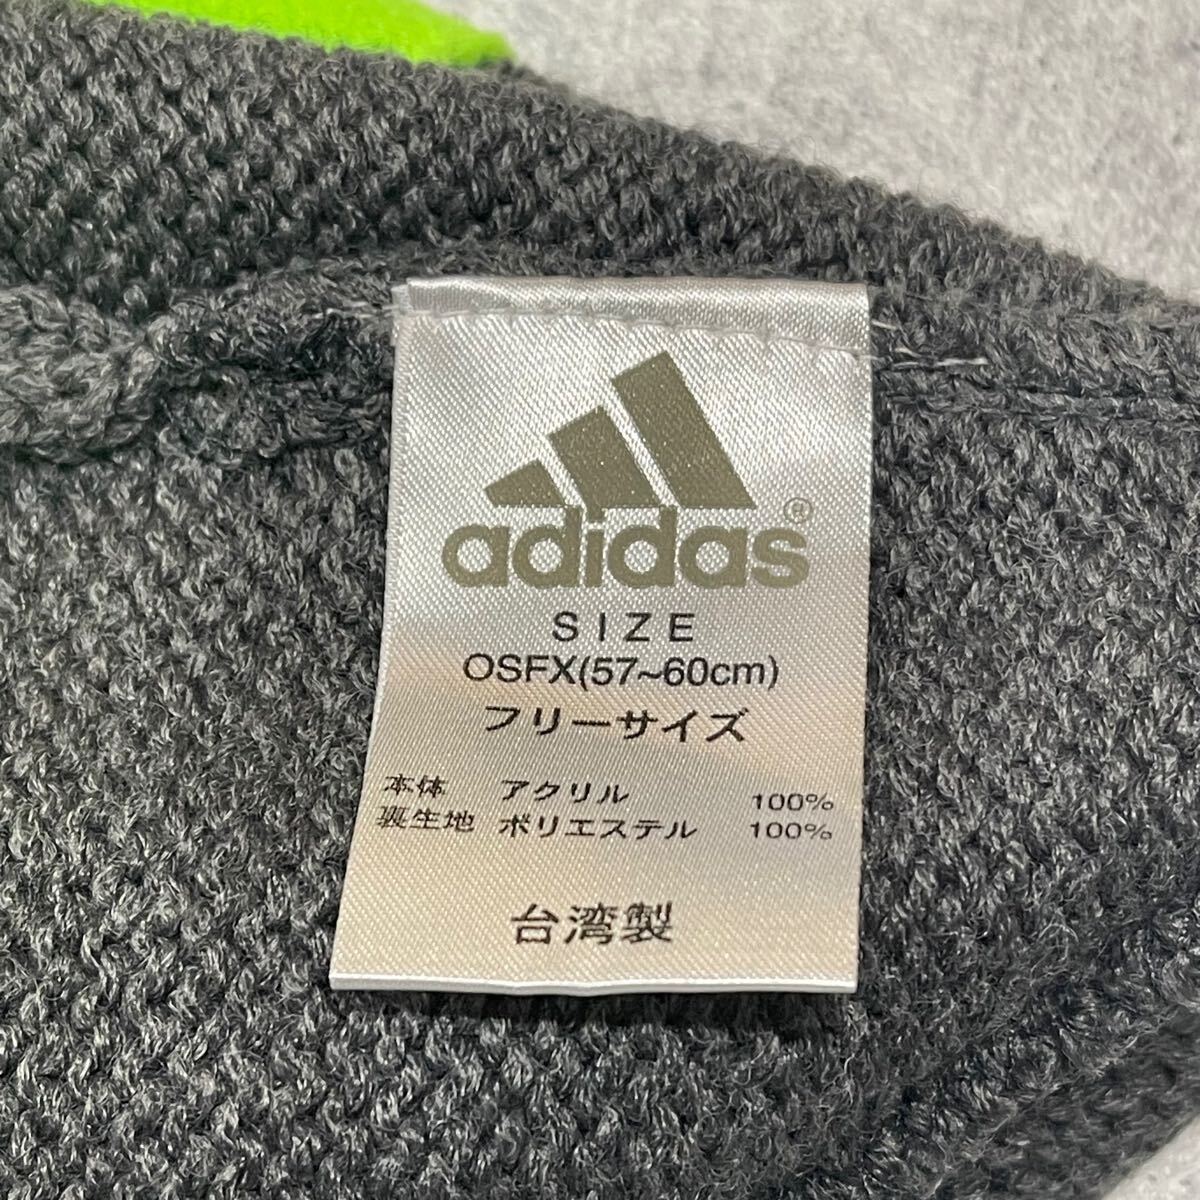 adidas®
SIZE
OSFX(57~60cm)
フリーサイズ
本体 アクリル 100%
裏生地 ポリエステル 100%
台湾製